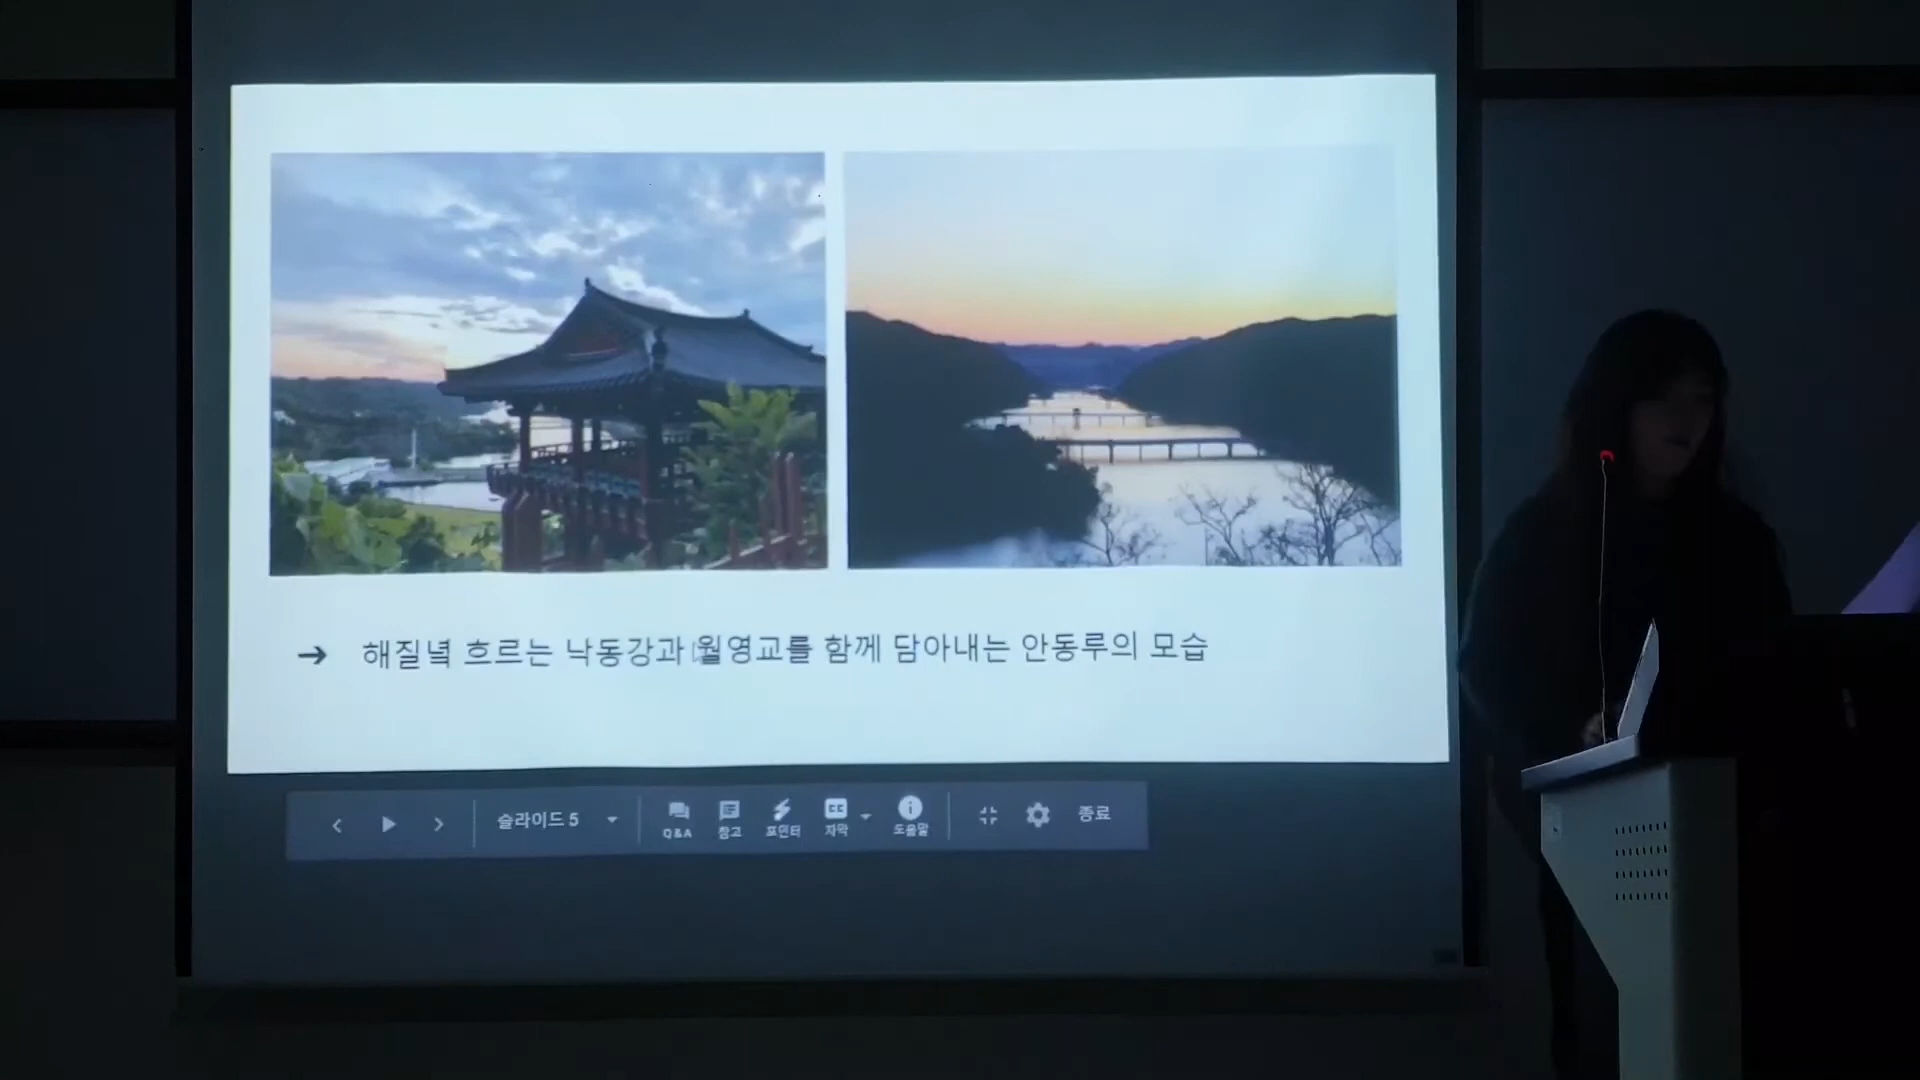 → 해질녘 흐르는 낙동강과 월영교를 함께 담아내는 안동루의 모습
슬라이드 5
Q&A
참고
포인터
CC
자막
도움말
종료